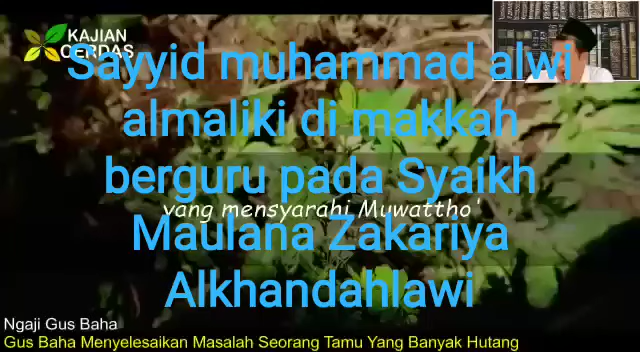 KAJIAN
CERDAS
Sayyid muhammad alwi
almaliki di makkah
berguru pada Syaikh
yang mensyarahi Muwattho'
Maulana Zakariya
Alkhandahlawi
Ngaji Gus Baha
Gus Baha Menyelesaikan Masalah Seorang Tamu Yang Banyak Hutang